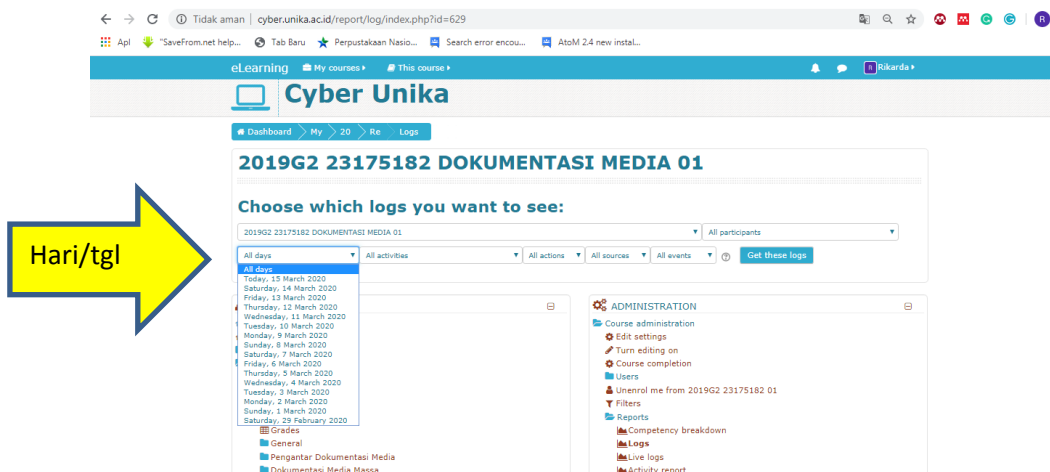 Tidak aman | cyber.unika.ac.id/report/log/index.php?id=629
Apl "SaveFrom.net help... Tab Baru Perpustakaan Nasio... Search error encou... AtoM 2.4 new instal...
eLearning My courses This course Rikarda
Cyber Unika
Dashboard My 20 Re Logs
2019G2 23175182 DOKUMENTASI MEDIA 01
Choose which logs you want to see:
2019G2 23175182 DOKUMENTASI MEDIA 01 All participants
All days All activities All actions All sources All events Get these logs
Hari/tgl
All days
Today, 15 March 2020
Saturday, 14 March 2020
Friday, 13 March 2020
Thursday, 12 March 2020
Wednesday, 11 March 2020
Tuesday, 10 March 2020
Monday, 9 March 2020
Sunday, 8 March 2020
Saturday, 7 March 2020
Friday, 6 March 2020
Thursday, 5 March 2020
Wednesday, 4 March 2020
Tuesday, 3 March 2020
Monday, 2 March 2020
Sunday, 1 March 2020
Saturday, 29 February 2020
Grades
General
Pengantar Dokumentasi Media
Dokumentasi Media Massa
ADMINISTRATION
Course administration
Edit settings
Turn editing on
Course completion
Users
Unenrol me from 2019G2 23175182 01
Filters
Reports
Competency breakdown
Logs
Live logs
Activity report